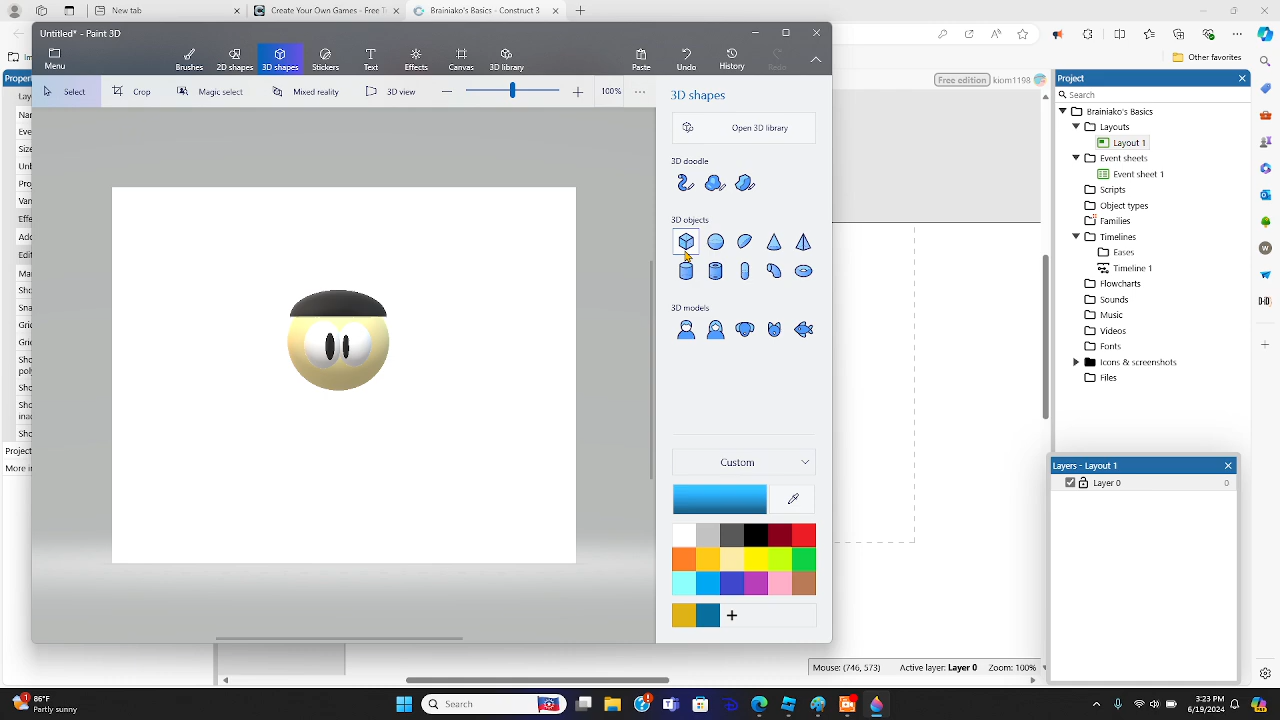 New tab
Create Your Own Games - Free Tri
Brainiako's Basics - Construct 3
Untitled* - Paint 3D
Menu
Brushes
2D shapes
3D shapes
Stickers
Text
Effects
Canvas
3D library
Paste
Undo
History
Redo
Select
Crop
Magic select
Mixed reality
3D view
100%
Other favorites
Free edition
kiom1198
3D shapes
Open 3D library
3D doodle
3D objects
3D models
Custom
Project
Search
Brainiako's Basics
Layouts
Layout 1
Event sheets
Event sheet 1
Scripts
Object types
Families
Timelines
Eases
Timeline 1
Flowcharts
Sounds
Music
Videos
Fonts
Icons & screenshots
Files
Layers - Layout 1
Layer 0
0
Mouse: (746, 573)
Active layer: Layer 0
Zoom: 100%
86°F
Partly sunny
Search
3:23 PM
6/19/2024